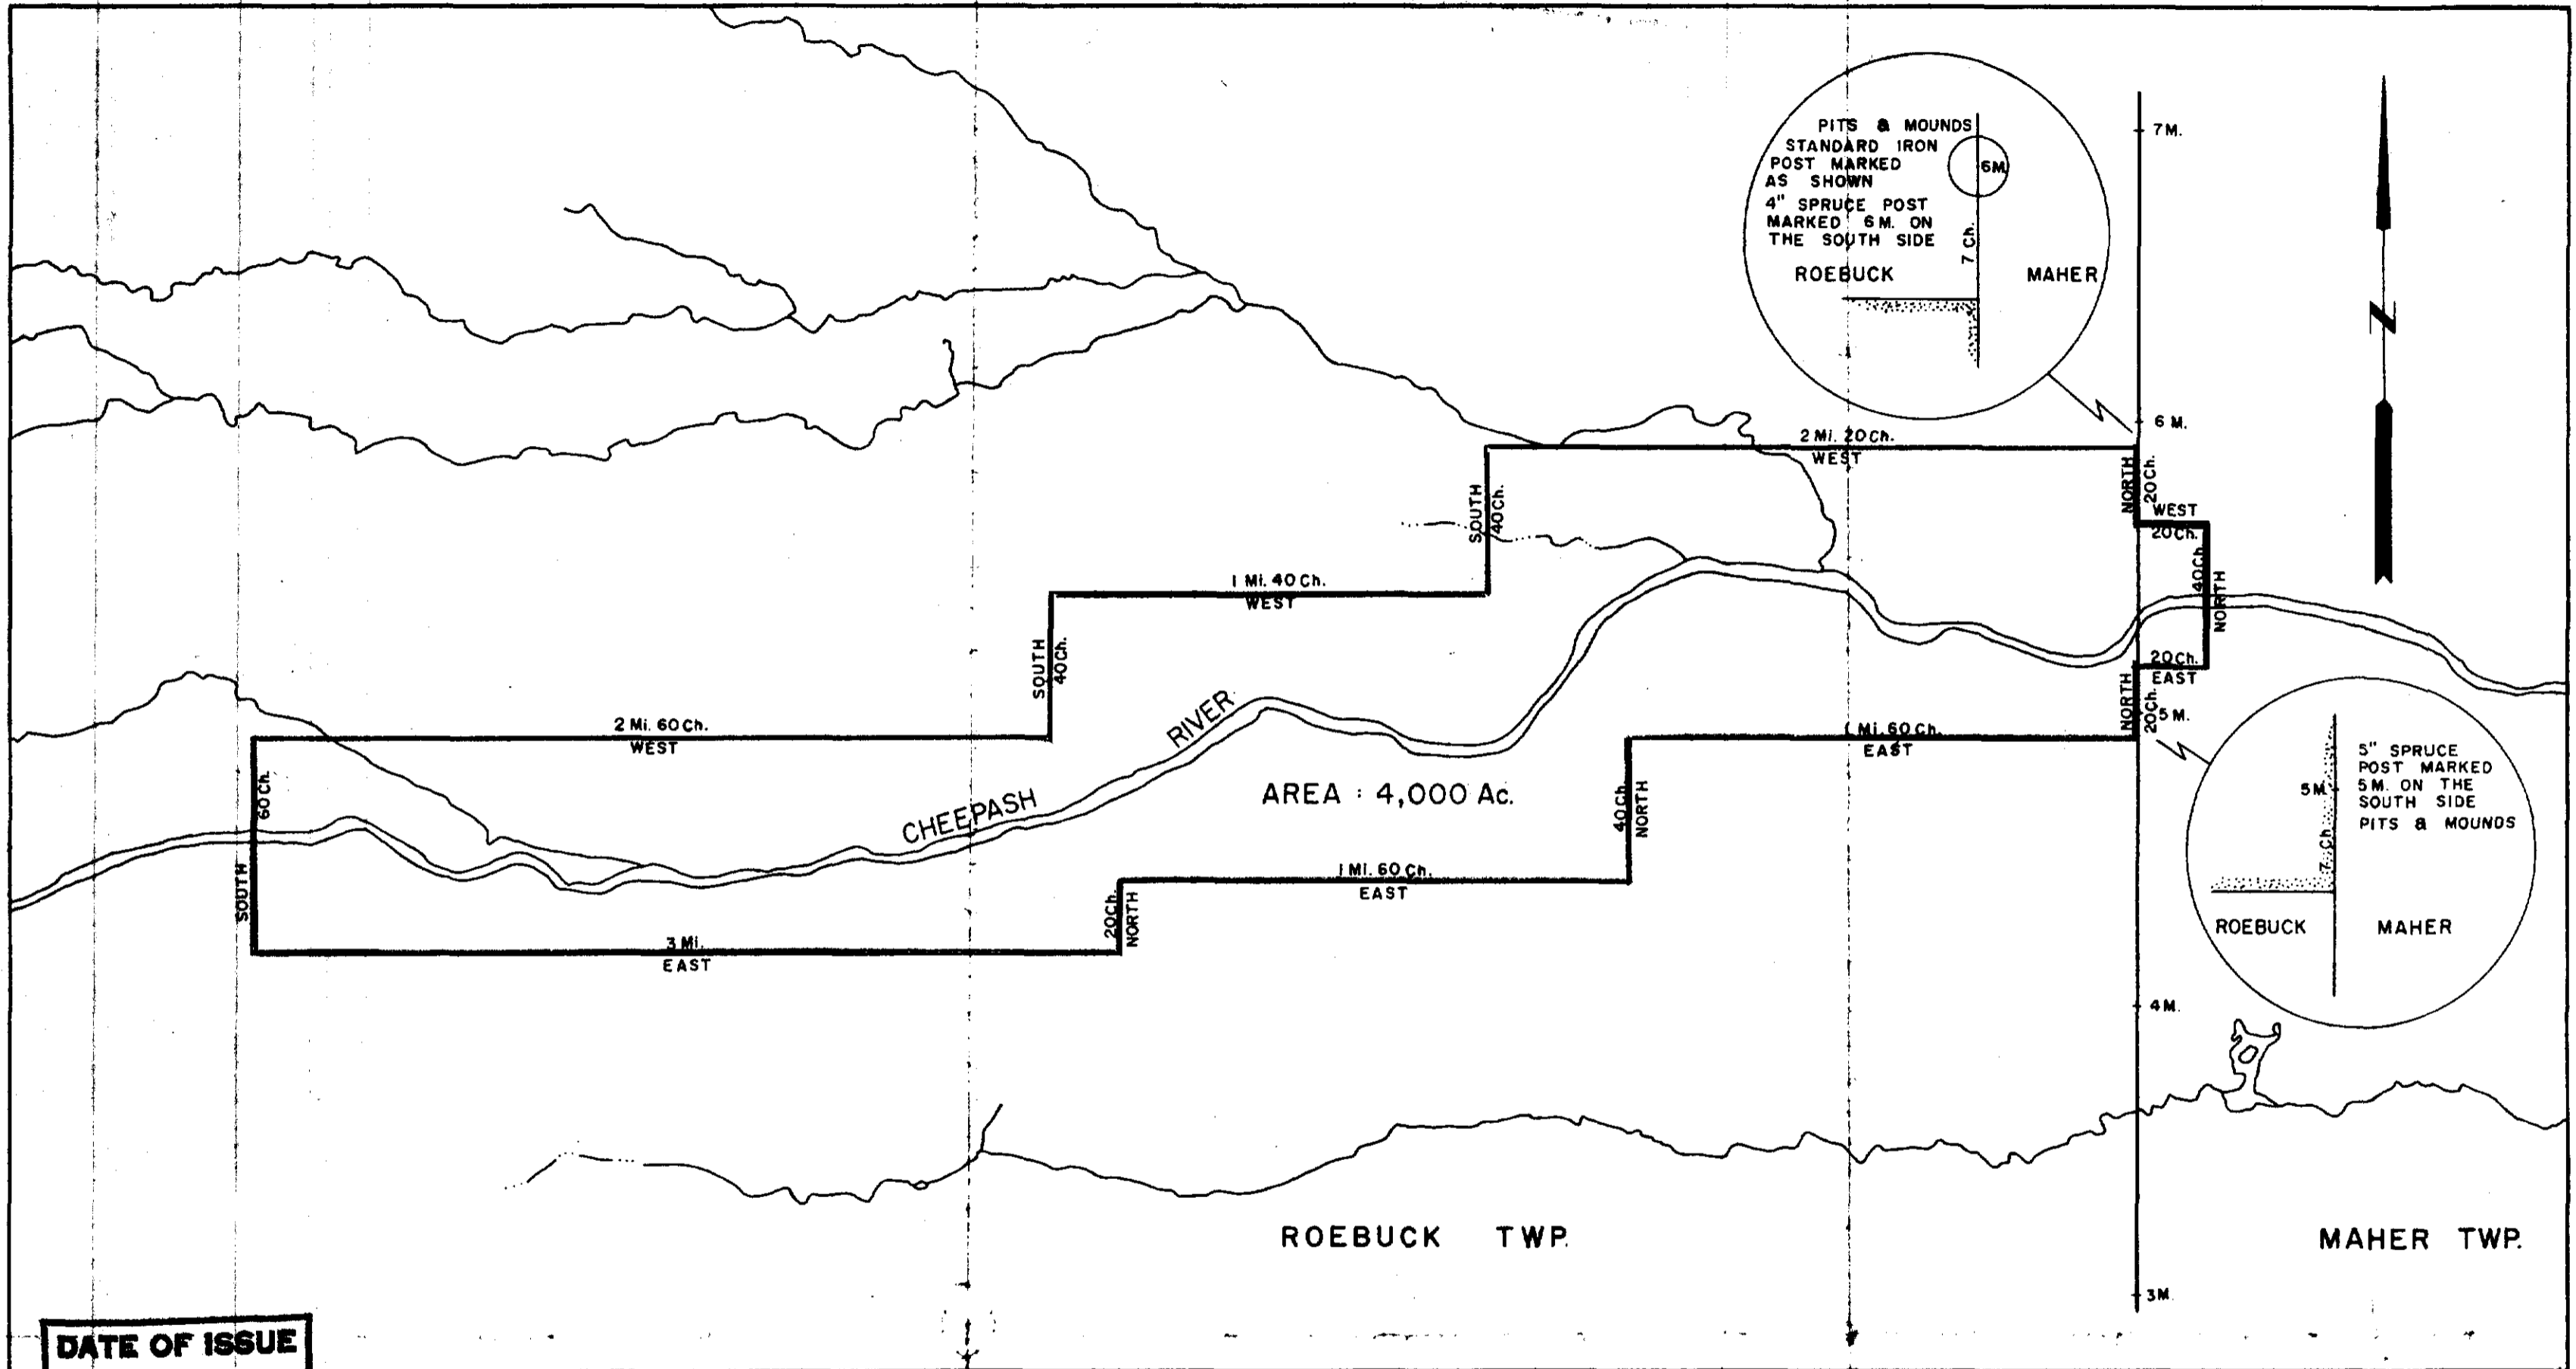 7M.
PITS & MOUNDS
STANDARD IRON
POST MARKED
AS SHOWN
6M.
4" SPRUCE POST
MARKED 6M. ON
THE SOUTH SIDE
7 Ch.
ROEBUCK
MAHER
N
6 M.
2 Mi. 20 Ch.
WEST
NORTH
20 Ch.
WEST
20 Ch.
SOUTH
40 Ch.
40 Ch.
NORTH
1 Mi. 40 Ch.
WEST
SOUTH
40 Ch.
20 Ch.
EAST
NORTH
20 Ch.
5 M.
2 Mi. 60 Ch.
WEST
RIVER
CHEEPASH
1 Mi. 60 Ch.
EAST
60 Ch.
SOUTH
AREA : 4,000 Ac.
40 Ch.
NORTH
5" SPRUCE
POST MARKED
5M. ON THE
SOUTH SIDE
PITS & MOUNDS
5M.
7 Ch.
ROEBUCK
MAHER
1 Mi. 60 Ch.
EAST
20 Ch.
NORTH
3 Mi.
EAST
4 M.
ROEBUCK TWP.
MAHER TWP.
3M.
DATE OF ISSUE